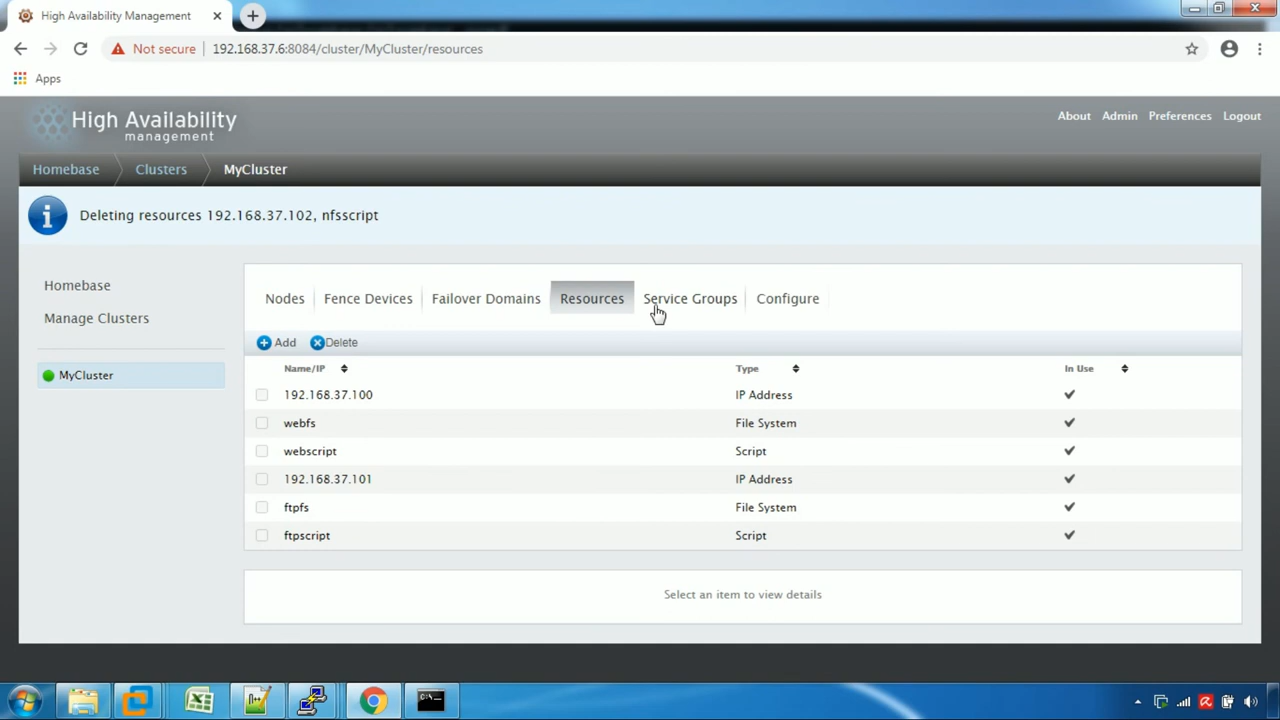 High Availability Management
Not secure 192.168.37.6:8084/cluster/MyCluster/resources
Apps
High Availability
management
About Admin Preferences Logout
Homebase Clusters MyCluster
Deleting resources 192.168.37.102, nfsscript
Homebase
Manage Clusters
MyCluster
Nodes Fence Devices Failover Domains Resources Service Groups Configure
Add Delete
Name/IP Type In Use
192.168.37.100 IP Address
webfs File System
webscript Script
192.168.37.101 IP Address
ftpfs File System
ftpscript Script
Select an item to view details